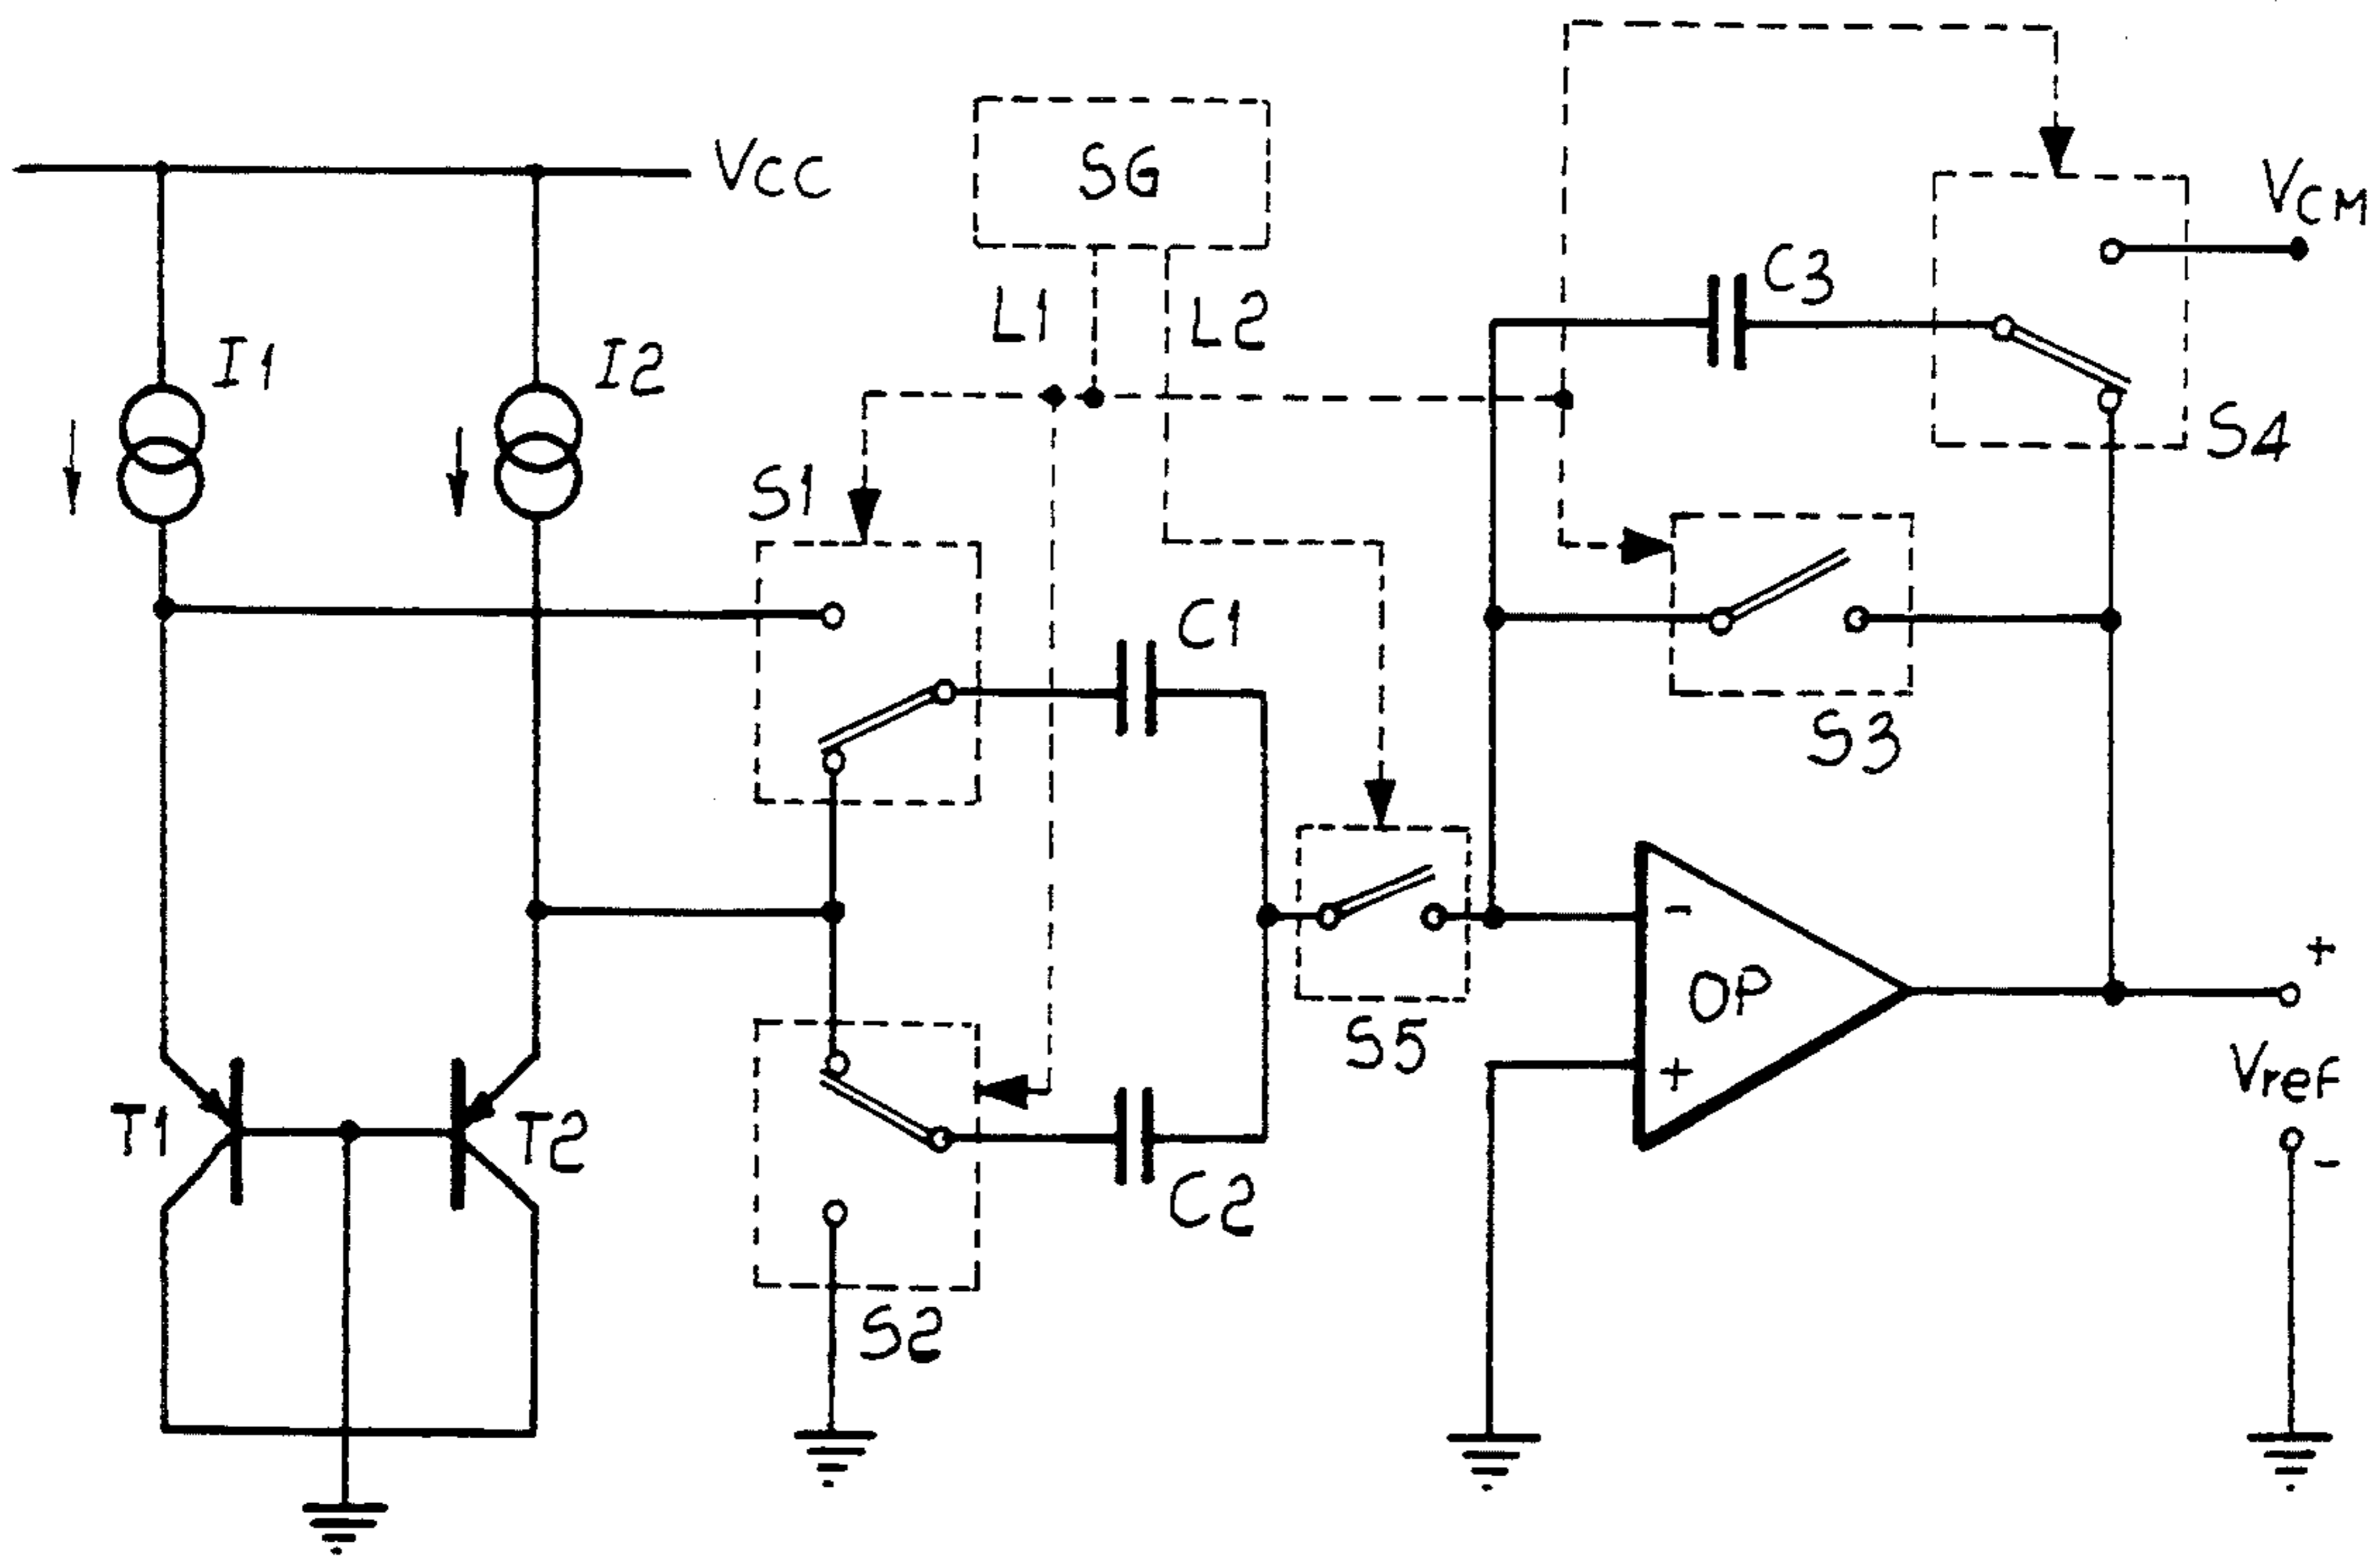 VCC
SG
VCM
C3
L1
L2
I1
I2
S4
S1
C1
S3
S5
-
OP
+
+
Vref
-
T1
T2
C2
S2